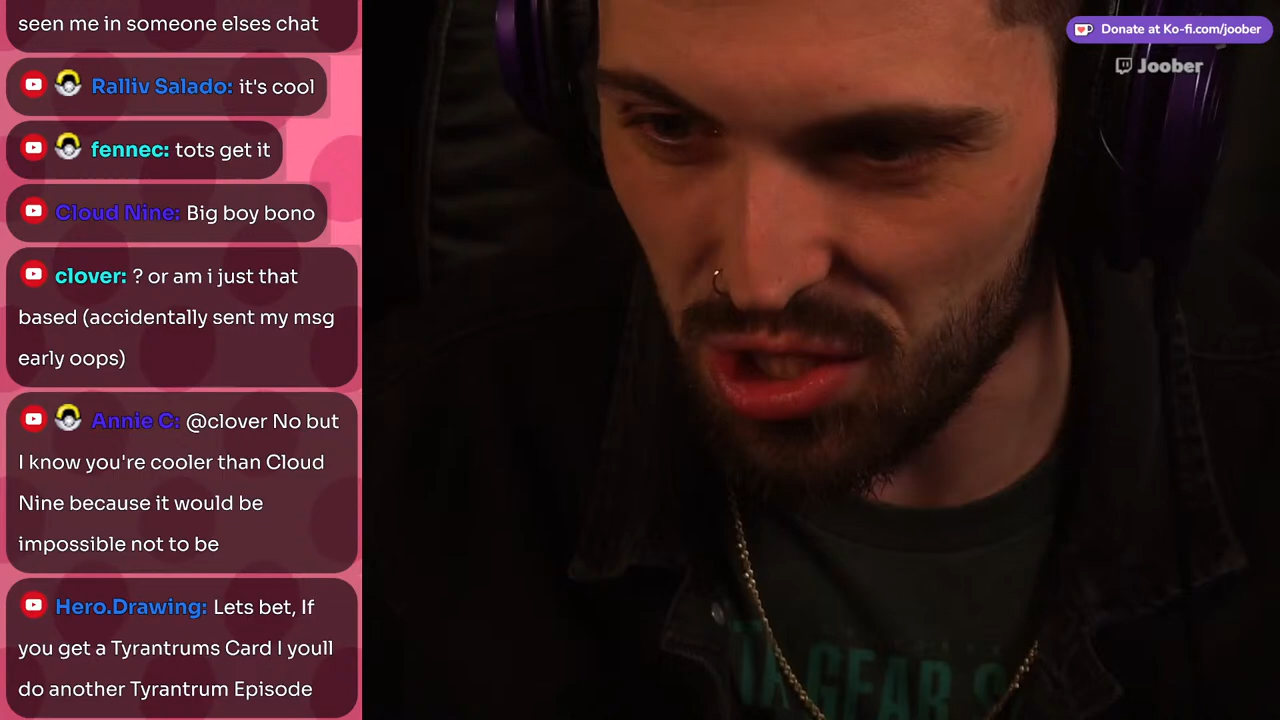 seen me in someone elses chat
Ralliv Salado: it's cool
fennec: tots get it
Cloud Nine: Big boy bono
clover: ? or am i just that
based (accidentally sent my msg
early oops)
Annie C: @clover No but
I know you're cooler than Cloud
Nine because it would be
impossible not to be
Hero.Drawing: Lets bet, If
you get a Tyrantrums Card I youll
do another Tyrantrum Episode
Donate at Ko-fi.com/joober
Joober
GEAR